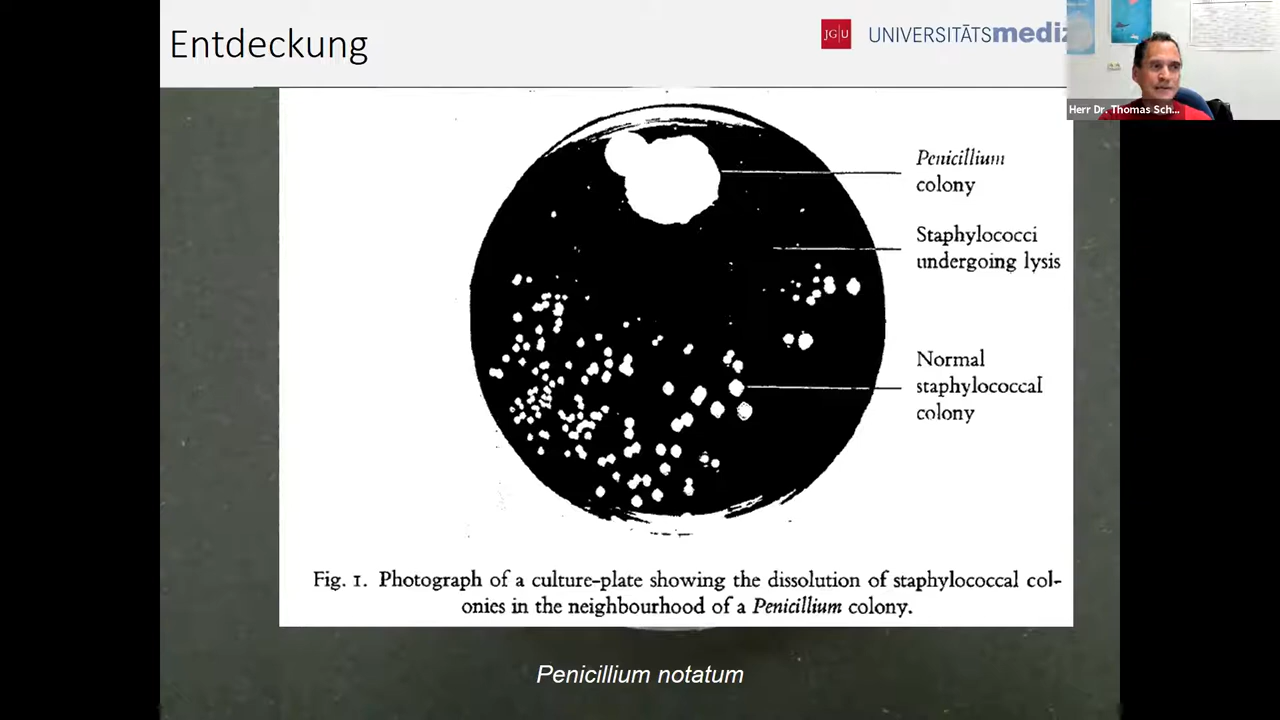 Entdeckung
JG|U UNIVERSITÄTSmediz
Herr Dr. Thomas Sch...
Penicillium
colony
Staphylococci
undergoing lysis
Normal
staphylococcal
colony
Fig. 1. Photograph of a culture-plate showing the dissolution of staphylococcal col-
onies in the neighbourhood of a Penicillium colony.
Penicillium notatum